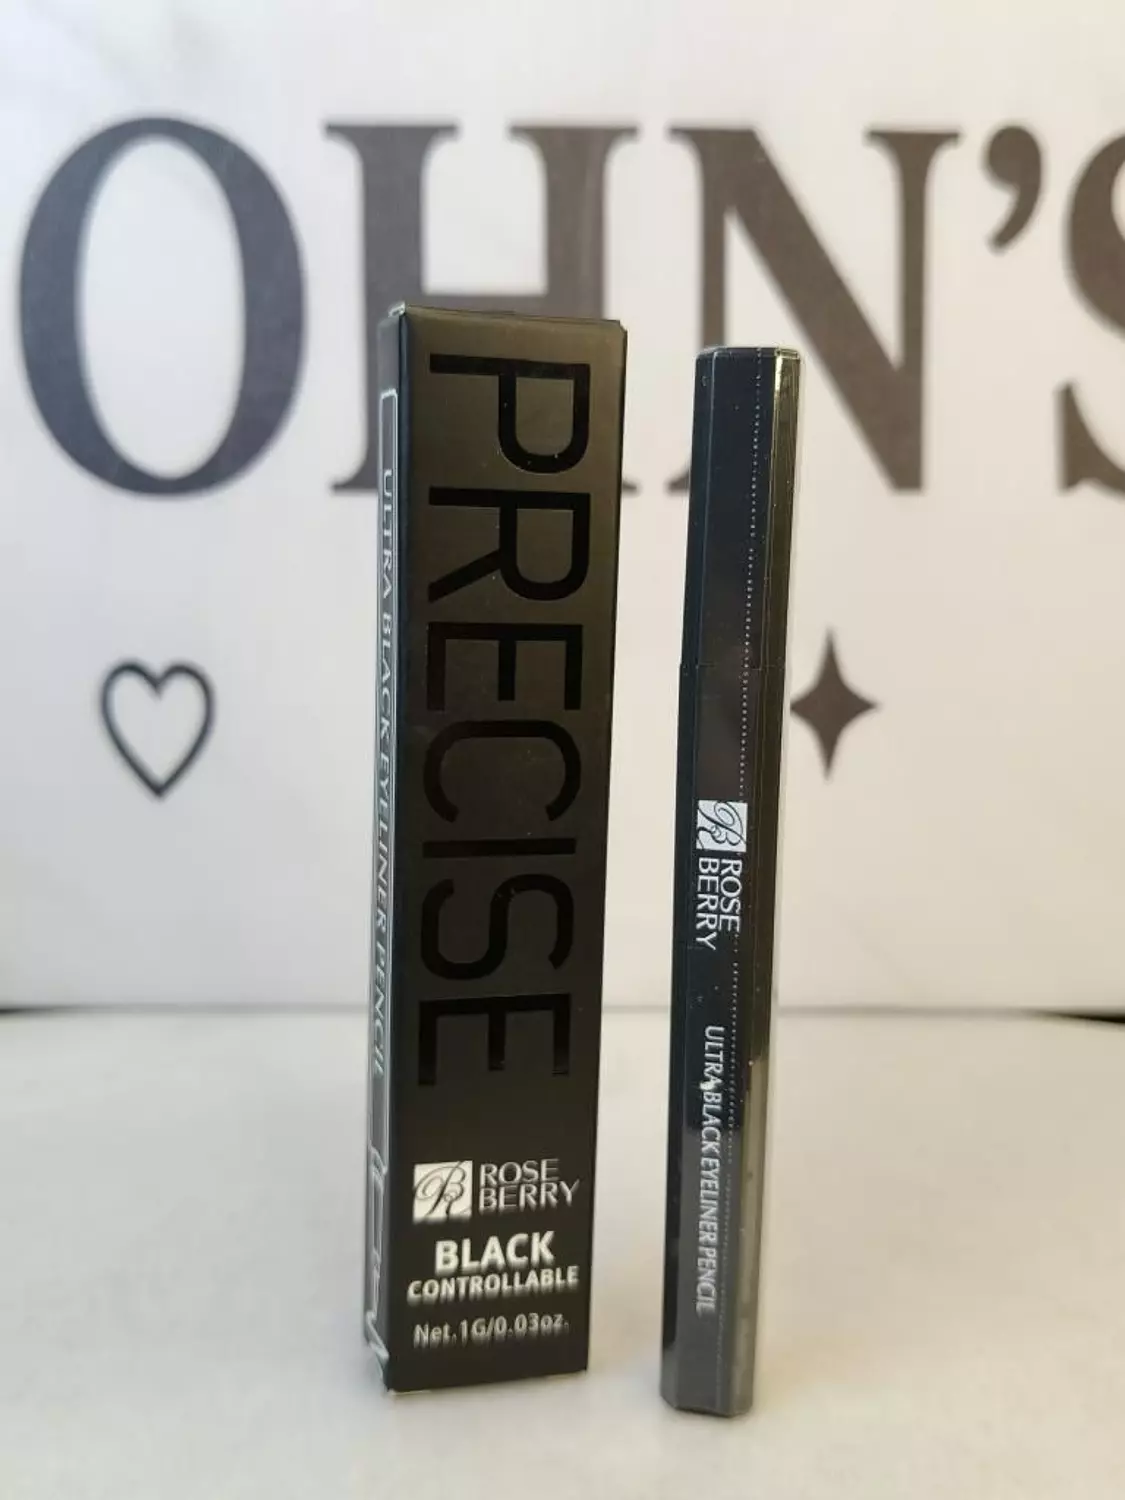 OHN'S
PRECISE
ULTRA BLACK EYELINER PENCIL
ROSE
BERRY
BLACK
CONTROLLABLE
Net.1G/0.03oz.
ROSE
BERRY
ULTRA BLACK EYELINER PENCIL